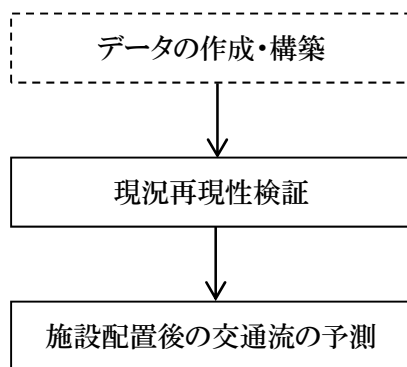 データの作成・構築
現況再現性検証
施設配置後の交通流の予測